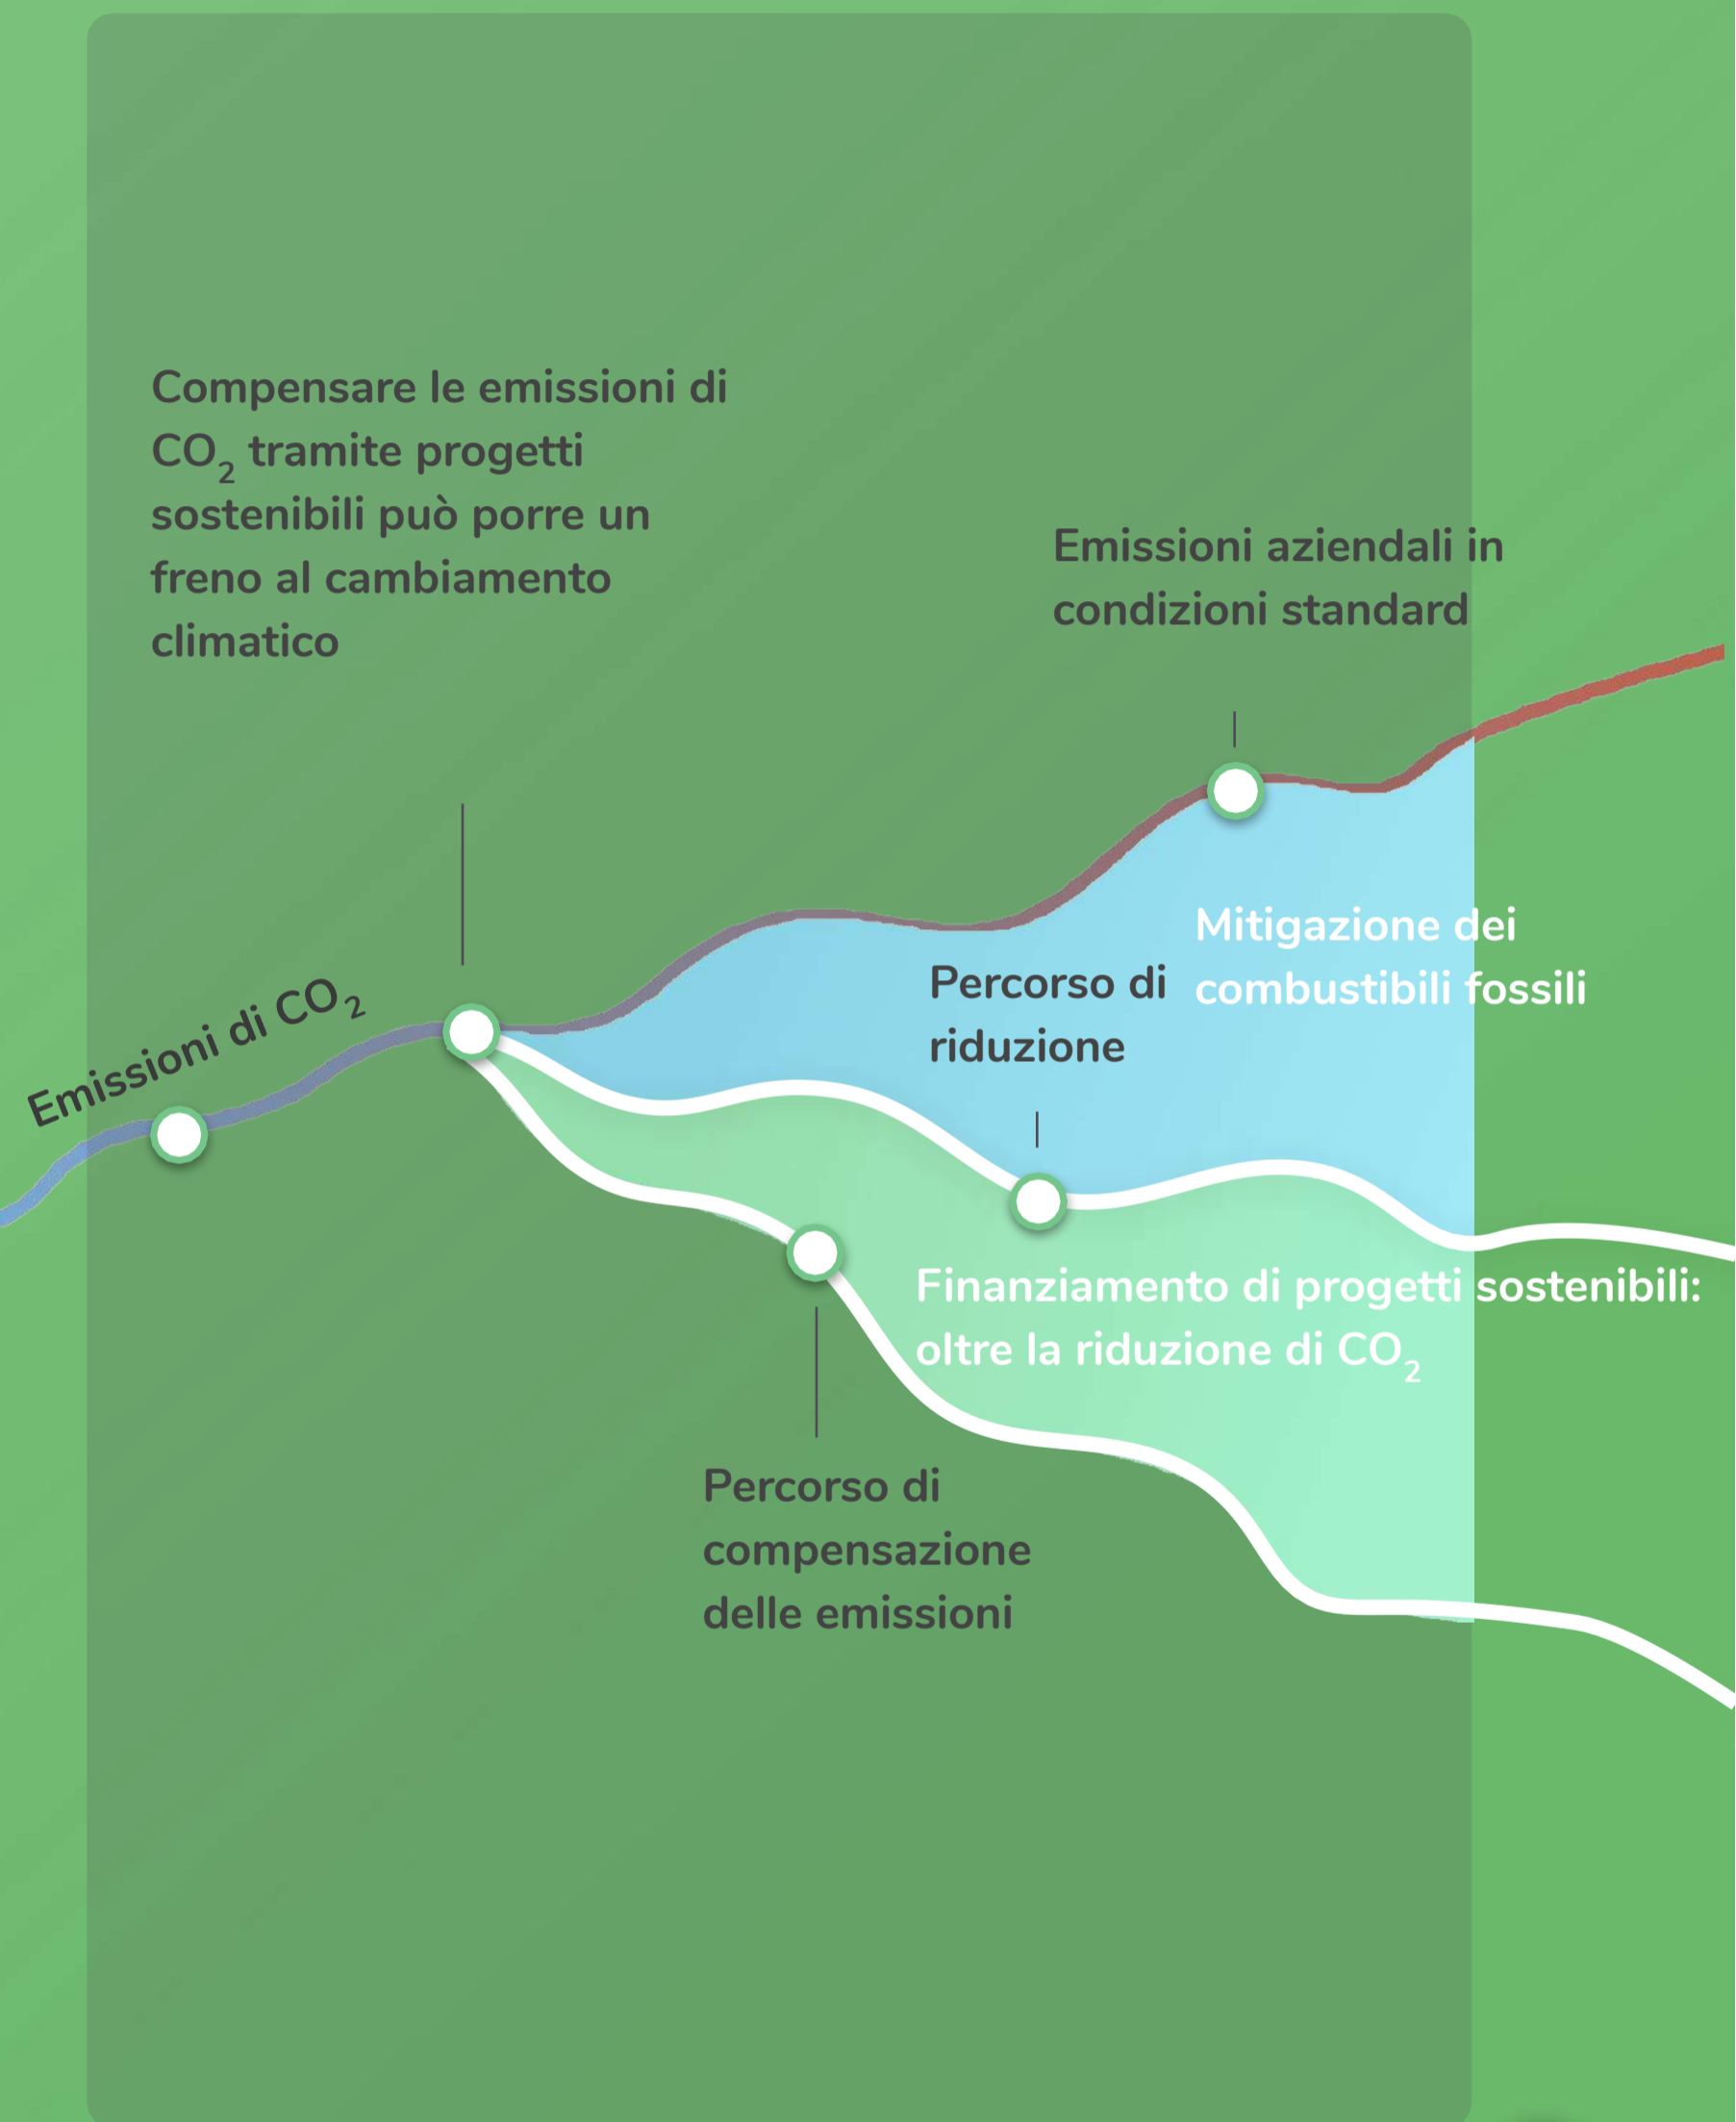 Compensare le emissioni di
CO₂ tramite progetti
sostenibili può porre un
freno al cambiamento
climatico
Emissioni aziendali in
condizioni standard
Mitigazione dei
combustibili fossili
Percorso di
riduzione
Emissioni di CO₂
Finanziamento di progetti sostenibili:
oltre la riduzione di CO₂
Percorso di
compensazione
delle emissioni